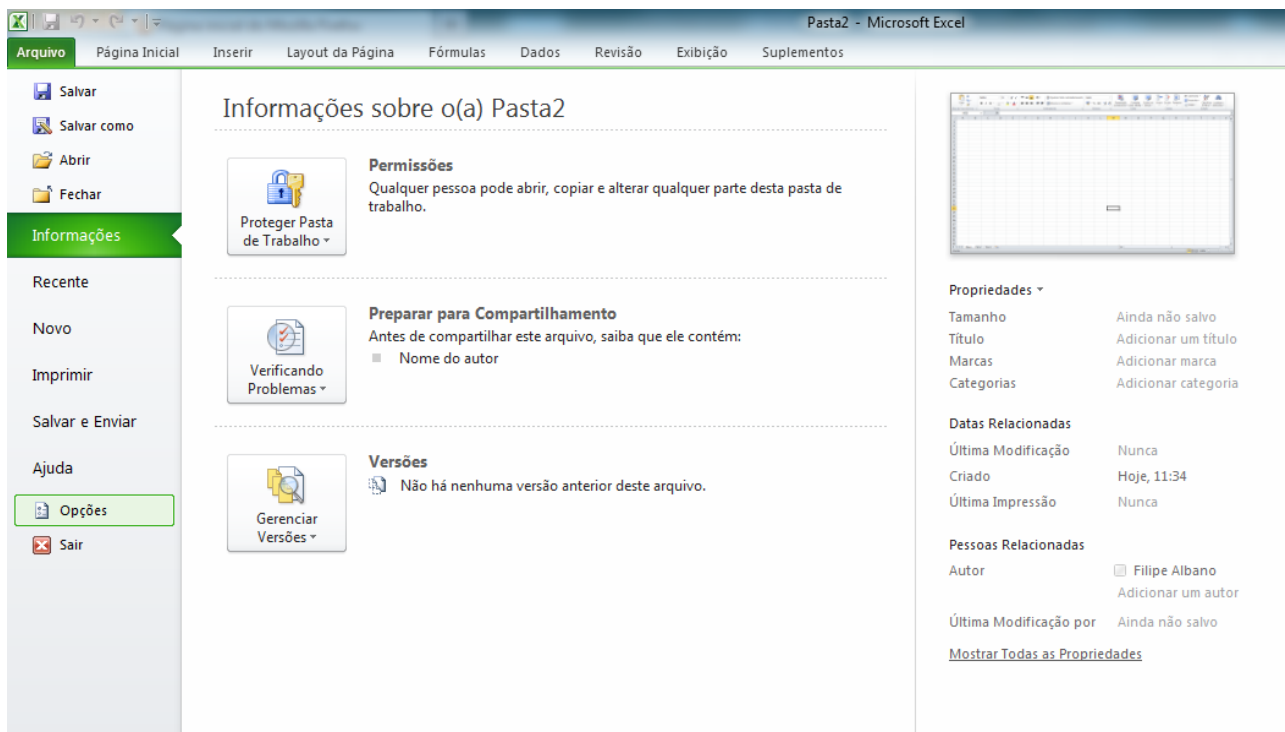 Pasta2 - Microsoft Excel
Arquivo Página Inicial Inserir Layout da Página Fórmulas Dados Revisão Exibição Suplementos
Salvar
Salvar como
Abrir
Fechar
Informações
Recente
Novo
Imprimir
Salvar e Enviar
Ajuda
Opções
Sair
Informações sobre o(a) Pasta2
Proteger Pasta
de Trabalho
Permissões
Qualquer pessoa pode abrir, copiar e alterar qualquer parte desta pasta de
trabalho.
Verificando
Problemas
Preparar para Compartilhamento
Antes de compartilhar este arquivo, saiba que ele contém:
Nome do autor
Gerenciar
Versões
Versões
Não há nenhuma versão anterior deste arquivo.
Propriedades
Tamanho Ainda não salvo
Título Adicionar um título
Marcas Adicionar marca
Categorias Adicionar categoria
Datas Relacionadas
Última Modificação Nunca
Criado Hoje, 11:34
Última Impressão Nunca
Pessoas Relacionadas
Autor Filipe Albano
Adicionar um autor
Última Modificação por Ainda não salvo
Mostrar Todas as Propriedades